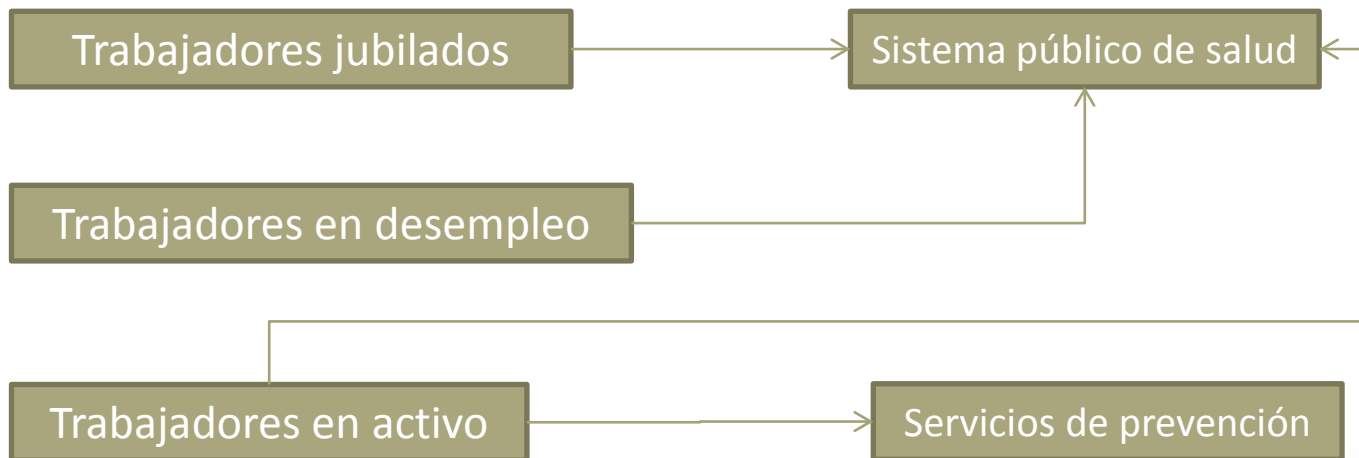 Trabajadores jubilados
Sistema público de salud
Trabajadores en desempleo
Trabajadores en activo
Servicios de prevención